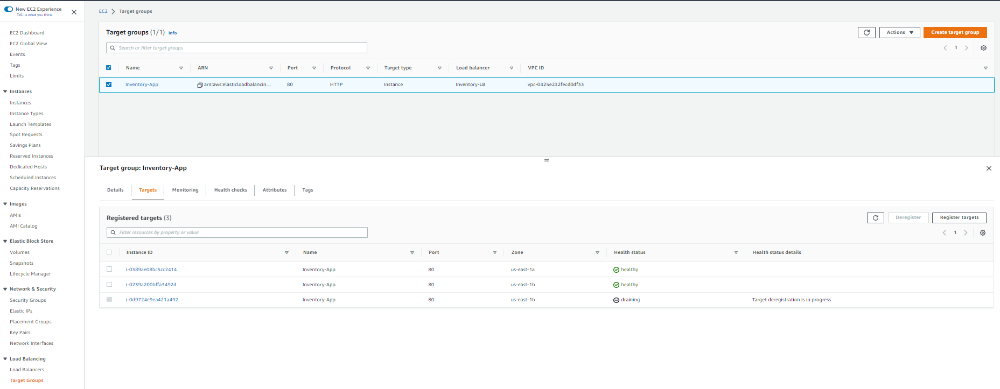 New EC2 Experience
Tell us what you think
EC2 Dashboard
EC2 Global View
Events
Tags
Limits
Instances
Instances
Instance Types
Launch Templates
Spot Requests
Savings Plans
Reserved Instances
Dedicated Hosts
Scheduled Instances
Capacity Reservations
Images
AMIs
AMI Catalog
Elastic Block Store
Volumes
Snapshots
Lifecycle Manager
Network & Security
Security Groups
Elastic IPs
Placement Groups
Key Pairs
Network Interfaces
Load Balancing
Load Balancers
Target Groups
EC2 > Target groups
Target groups (1/1) Info
Actions
Create target group
Search or filter target groups
1
Name ARN Port Protocol Target type Load balancer VPC ID
Inventory-App arn:aws:elasticloadbalancin... 80 HTTP Instance Inventory-LB vpc-0425e232fecd0df33
Target group: Inventory-App
Details Targets Monitoring Health checks Attributes Tags
Registered targets (3)
Deregister
Register targets
Filter resources by property or value
1
Instance ID Name Port Zone Health status Health status details
i-0389ae08bc5cc2414 Inventory-App 80 us-east-1a healthy
i-0239a200bffa3492d Inventory-App 80 us-east-1b healthy
i-0d9724e9ea421a492 Inventory-App 80 us-east-1b draining Target deregistration is in progress